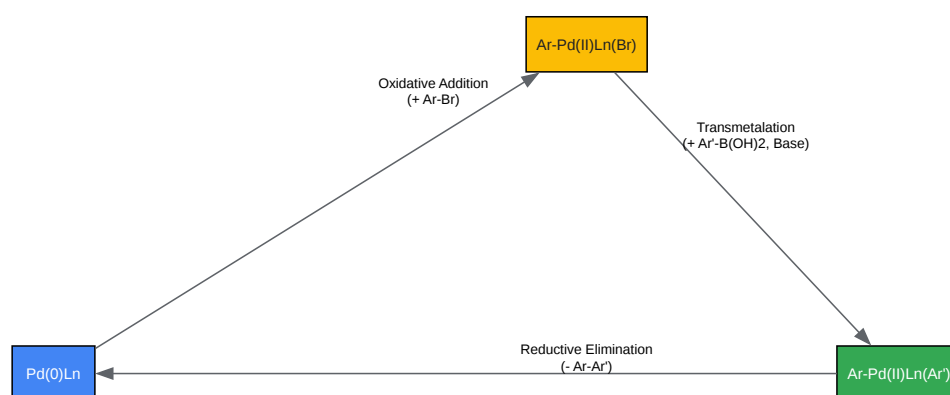 Ar-Pd(II)Ln(Br)
Oxidative Addition
(+ Ar-Br)
Transmetalation
(+ Ar'-B(OH)2, Base)
Reductive Elimination
(- Ar-Ar')
Pd(0)Ln
Ar-Pd(II)Ln(Ar')